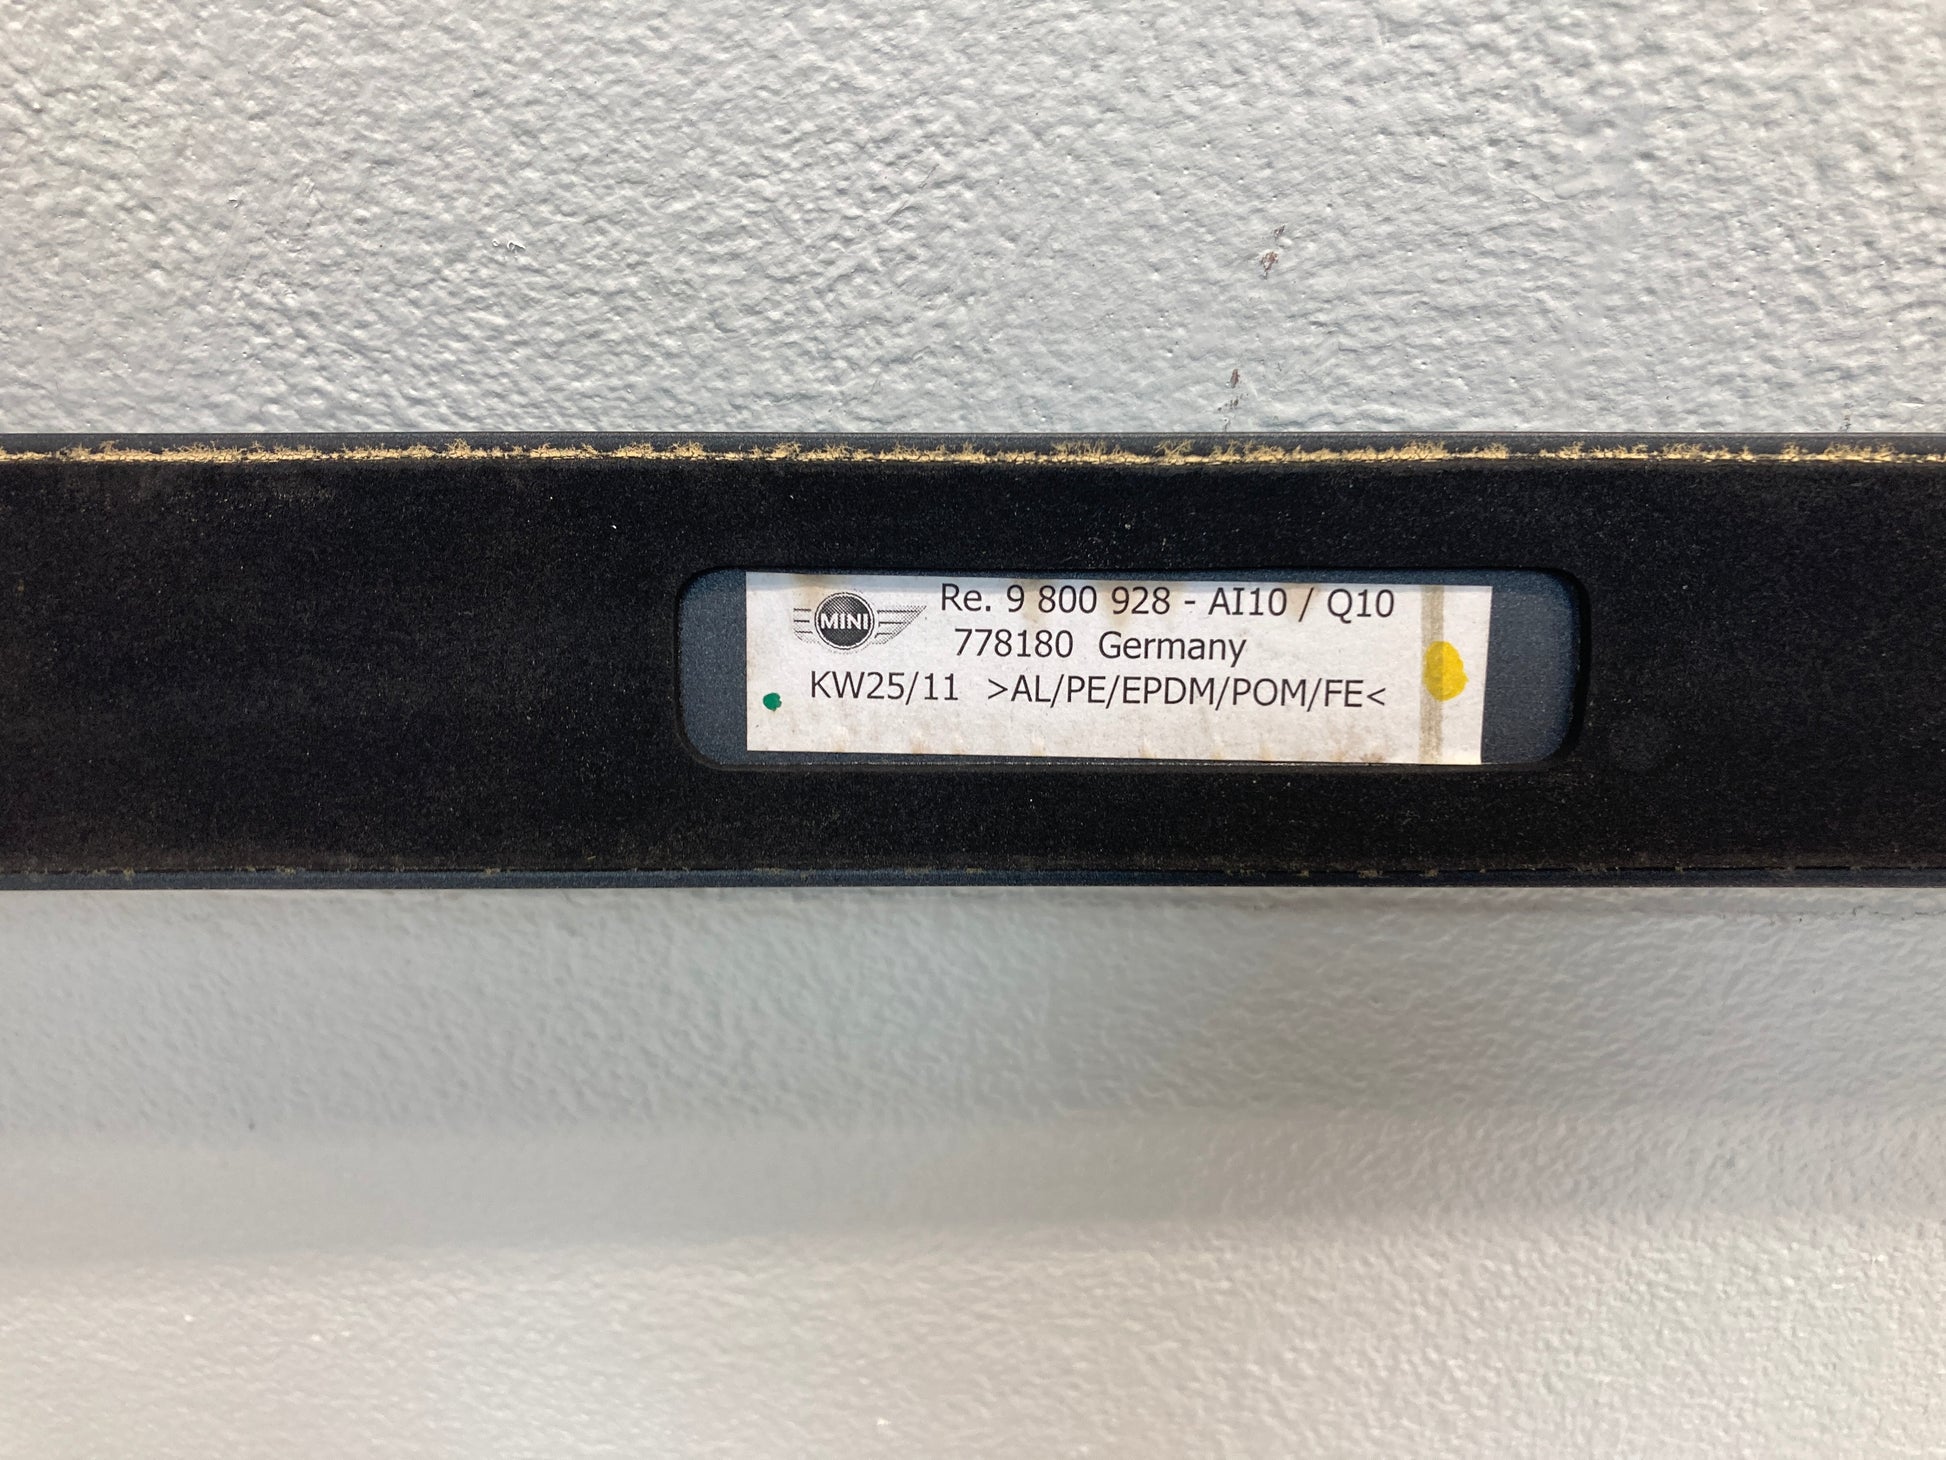 MINI
Re. 9 800 928 - AI10 / Q10
778180 Germany
KW25/11 >AL/PE/EPDM/POM/FE<